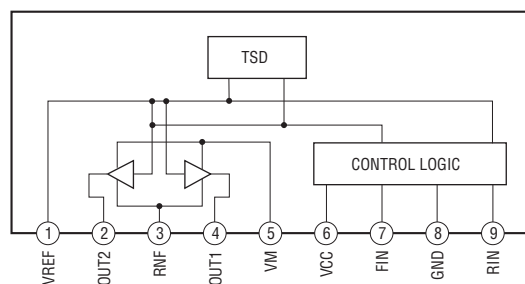 TSD
CONTROL LOGIC
1 2 3 4 5 6 7 8 9
VREF OUT2 RNF OUT1 VM VCC FIN GND RIN